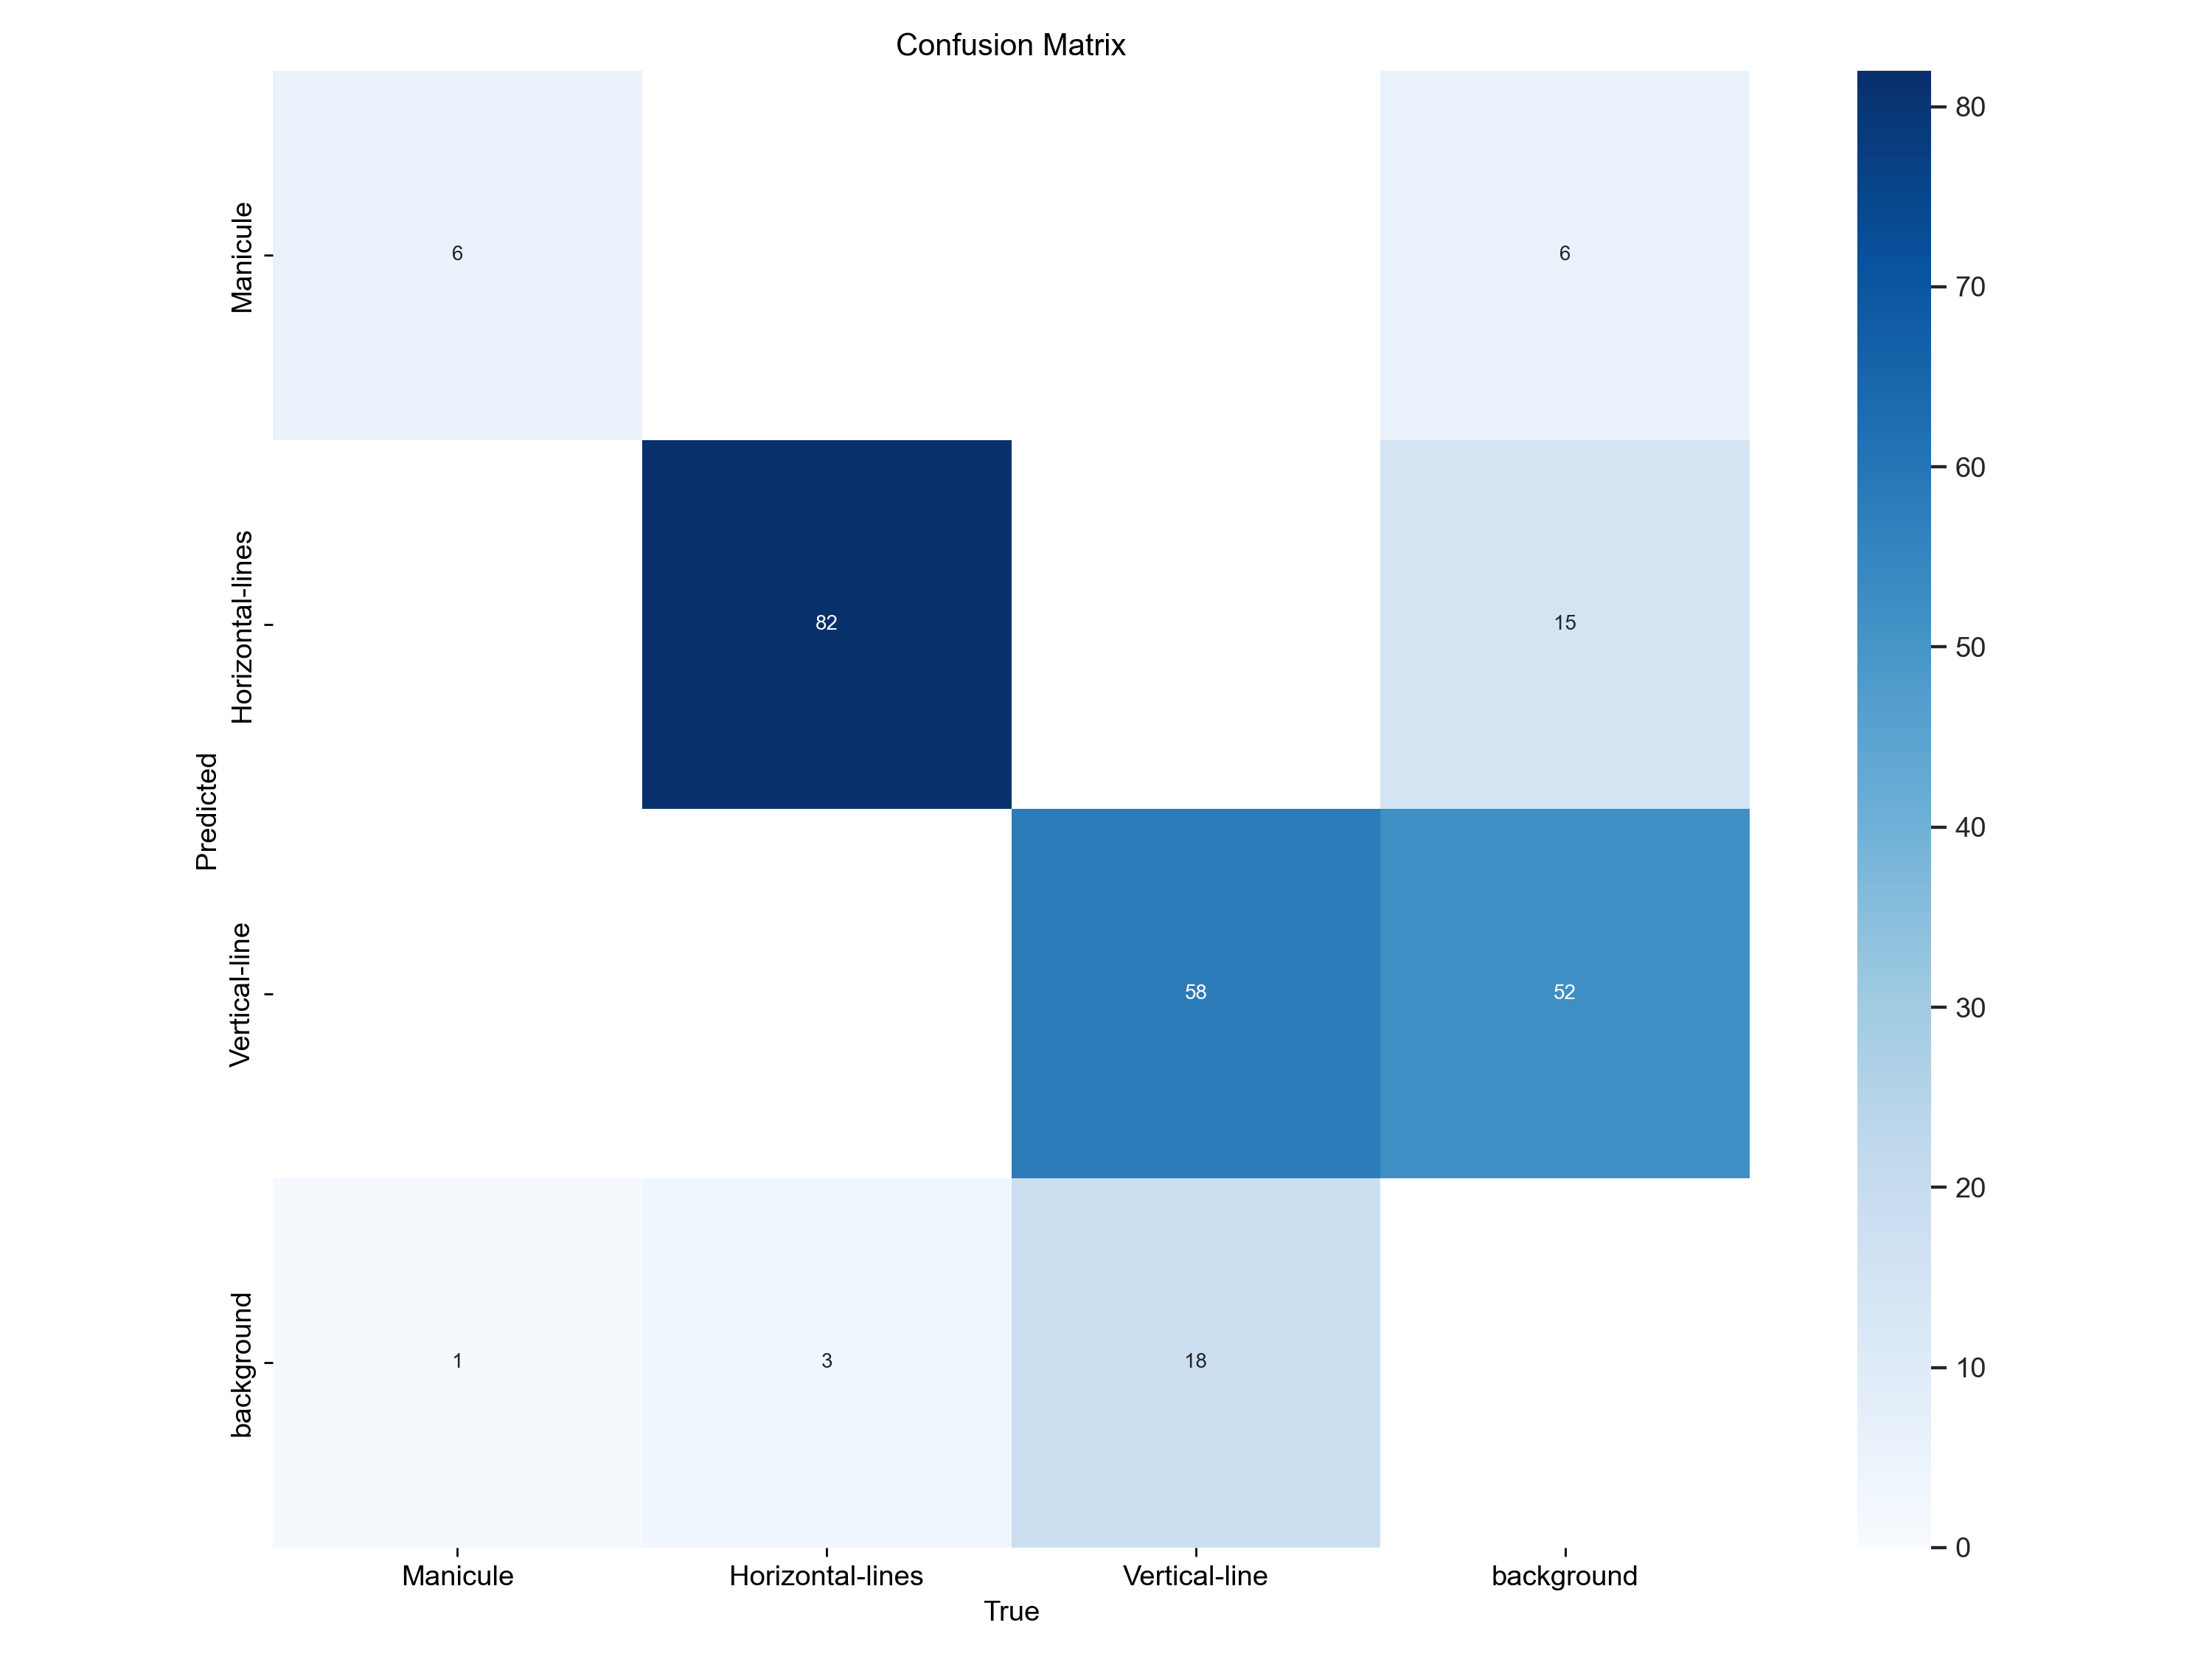 Confusion Matrix
Manicule
Horizontal-lines
Vertical-line
background
Predicted
6
6
82
15
58
52
1
3
18
Manicule
Horizontal-lines
Vertical-line
background
True
80
70
60
50
40
30
20
10
0